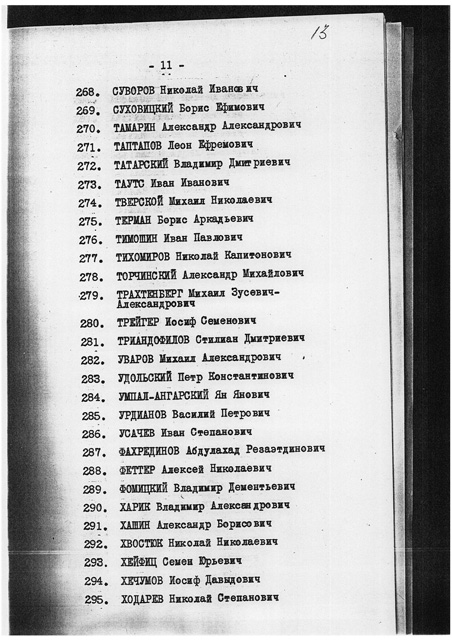 13
- 11 -
268. СУВОРОВ Николай Иванович
269. СУХОВИЦКИЙ Борис Ефимович
270. ТАМАРИН Александр Александрович
271. ТАПТАПОВ Леон Ефремович
272. ТАТАРСКИЙ Владимир Дмитриевич
273. ТАУТС Иван Иванович
274. ТВЕРСКОЙ Михаил Николаевич
275. ТЕРМАН Борис Аркадьевич
276. ТИМОШИН Иван Павлович
277. ТИХОМИРОВ Николай Капитонович
278. ТОРЧИНСКИЙ Александр Михайлович
279. ТРАХТЕНБЕРГ Михаил Зусевич-
Александрович
280. ТРЕЙГЕР Иосиф Семенович
281. ТРИАНДОФИЛОВ Стилиан Дмитриевич
282. УВАРОВ Михаил Александрович
283. УДОЛЬСКИЙ Петр Константинович
284. УМПАЛ-АНГАРСКИЙ Ян Янович
285. УРДИАНОВ Василий Петрович
286. УСАЧЕВ Иван Степанович
287. ФАХРЕДИНОВ Абдулахад Резаэтдинович
288. ФЕТТЕР Алексей Николаевич
289. ФОМИЦКИЙ Владимир Дементьевич
290. ХАРИК Владимир Александрович
291. ХАШИН Александр Борисович
292. ХВОСТЮК Николай Николаевич
293. ХЕЙФИЦ Семен Юрьевич
294. ХЕЧУМОВ Иосиф Давыдович
295. ХОДАРЕВ Николай Степанович